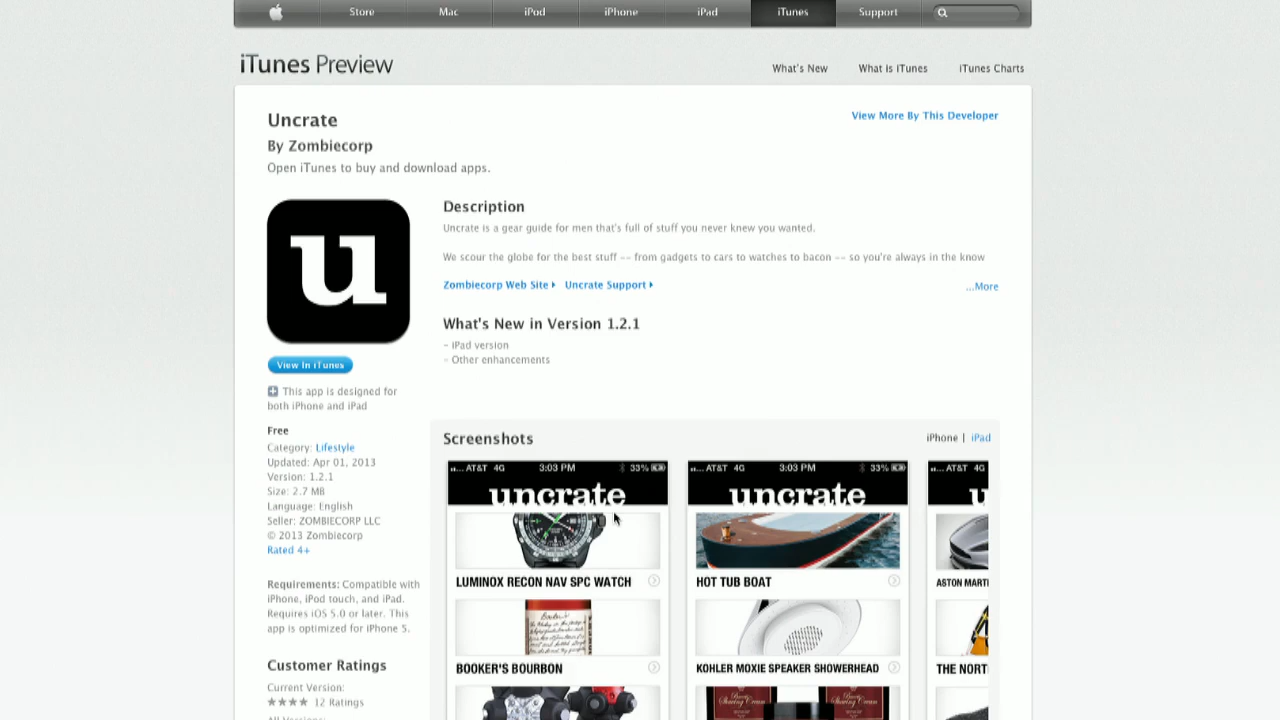 Store Mac iPod iPhone iPad iTunes Support
iTunes Preview
What's New What is iTunes iTunes Charts
Uncrate
View More By This Developer
By Zombiecorp
Open iTunes to buy and download apps.
u
View In iTunes
This app is designed for
both iPhone and iPad
Free
Category: Lifestyle
Updated: Apr 01, 2013
Version: 1.2.1
Size: 2.7 MB
Language: English
Seller: ZOMBIECORP LLC
© 2013 Zombiecorp
Rated 4+
Requirements: Compatible with
iPhone, iPod touch, and iPad.
Requires iOS 5.0 or later. This
app is optimized for iPhone 5.
Customer Ratings
Current Version:
★★★★ 12 Ratings
All Versions:
Description
Uncrate is a gear guide for men that's full of stuff you never knew you wanted.
We scour the globe for the best stuff -- from gadgets to cars to watches to bacon -- so you're always in the know
Zombiecorp Web Site Uncrate Support ...More
What's New in Version 1.2.1
- iPad version
- Other enhancements
Screenshots
iPhone | iPad
AT&T 4G 3:03 PM 33%
uncrate
LUMINOX RECON NAV SPC WATCH
BOOKER'S BOURBON
AT&T 4G 3:03 PM 33%
uncrate
HOT TUB BOAT
KOHLER MOXIE SPEAKER SHOWERHEAD
AT&T 4G
u
ASTON MARTI
THE NORT